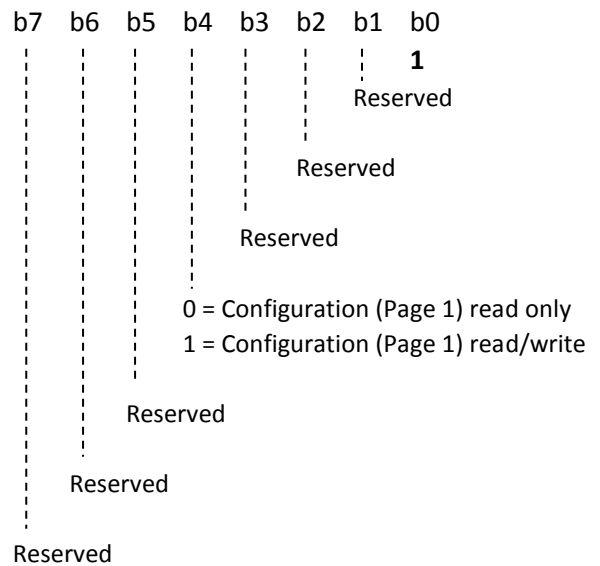 b7 b6 b5 b4 b3 b2 b1 b0
1
Reserved
Reserved
Reserved
0 = Configuration (Page 1) read only
1 = Configuration (Page 1) read/write
Reserved
Reserved
Reserved